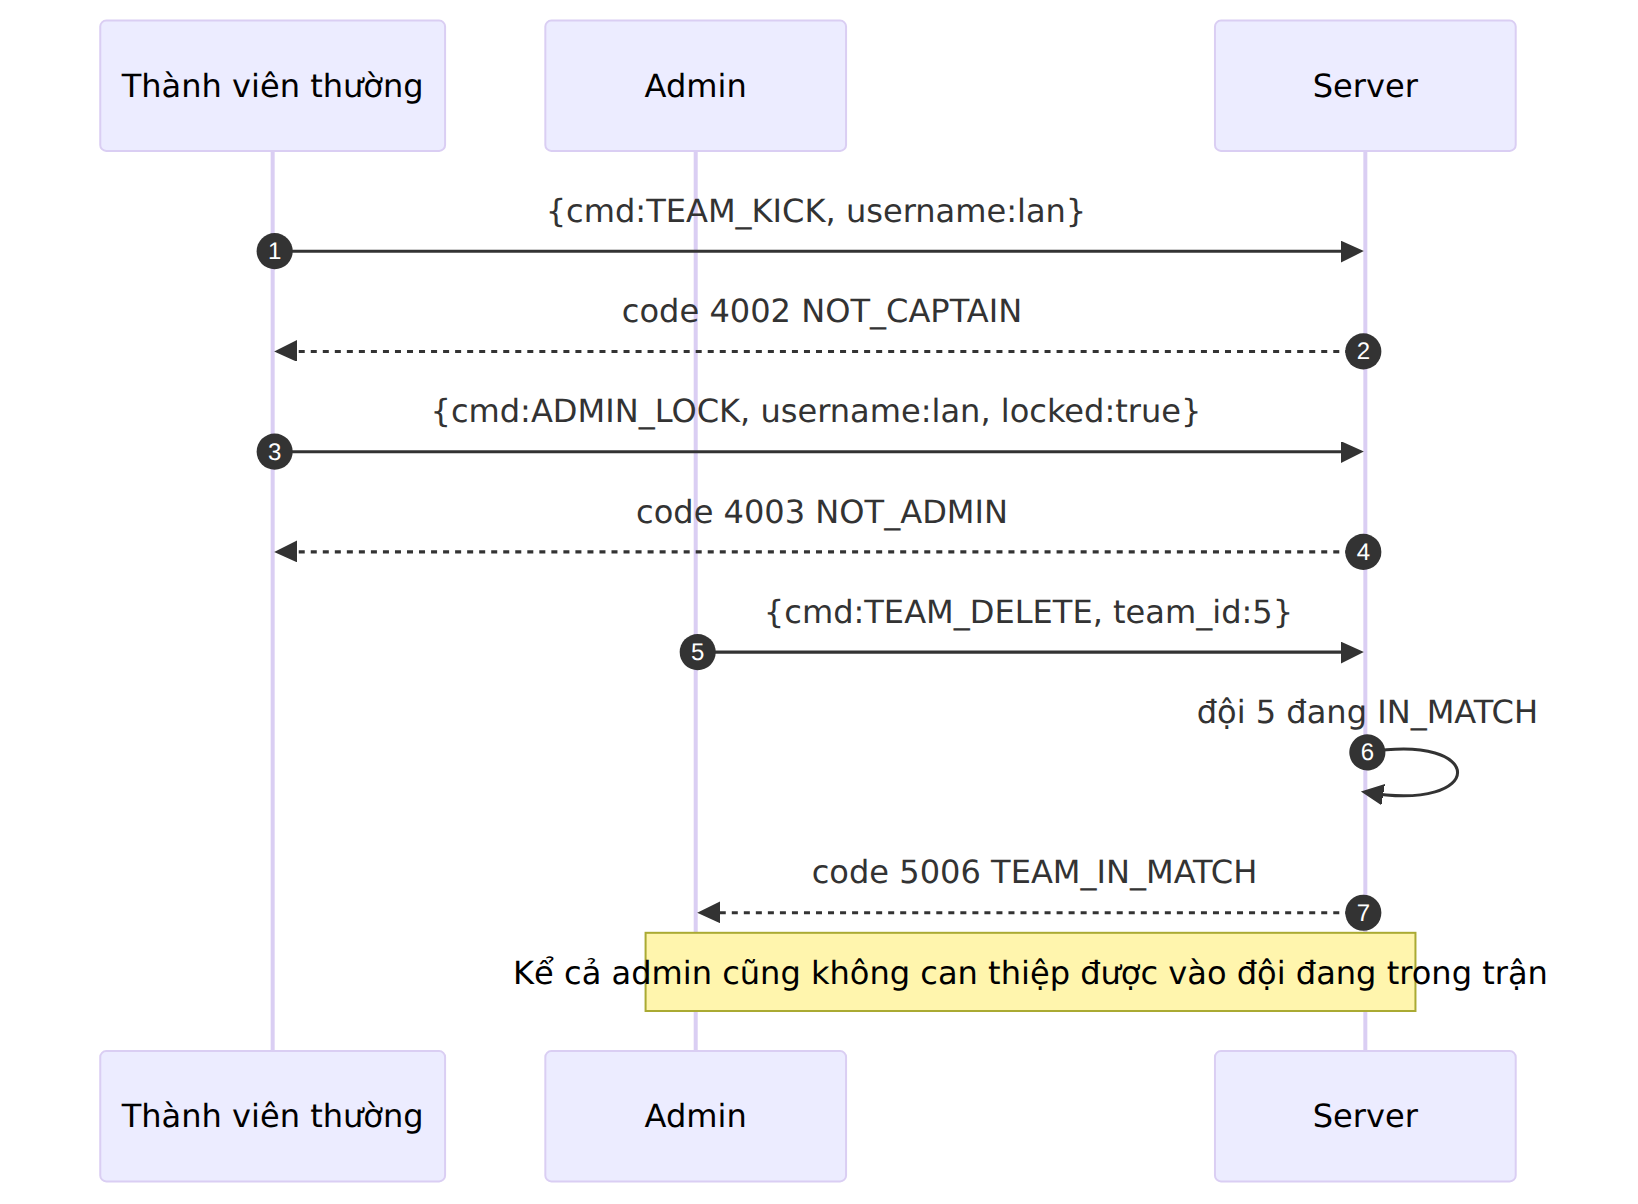 Thành viên thường
Admin
Server
{cmd:TEAM_KICK, username:lan}
1
code 4002 NOT_CAPTAIN
2
{cmd:ADMIN_LOCK, username:lan, locked:true}
3
code 4003 NOT_ADMIN
4
{cmd:TEAM_DELETE, team_id:5}
5
đội 5 đang IN_MATCH
6
code 5006 TEAM_IN_MATCH
7
Kể cả admin cũng không can thiệp được vào đội đang trong trận
Thành viên thường
Admin
Server